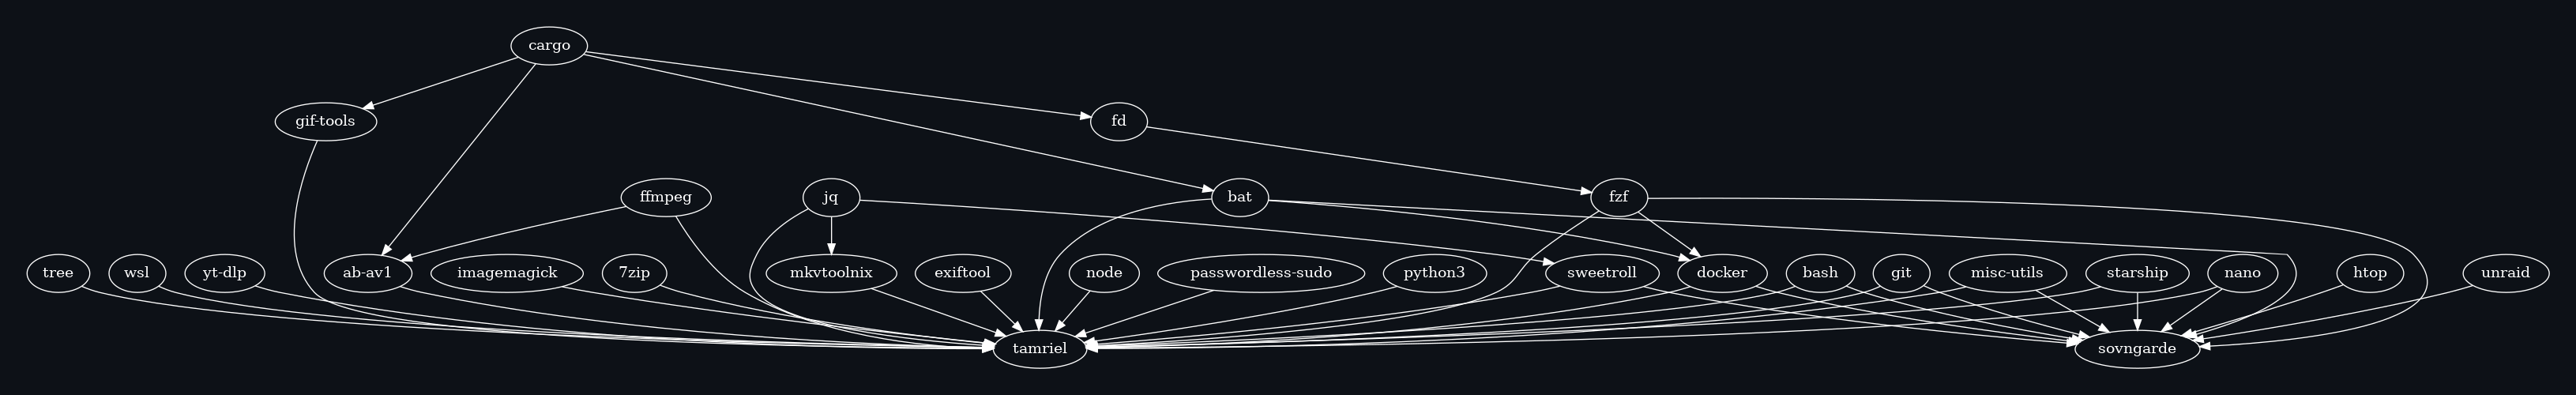 cargo
gif-tools
fd
ffmpeg
jq
bat
fzf
tree
wsl
yt-dlp
ab-av1
imagemagick
7zip
mkvtoolnix
exiftool
node
passwordless-sudo
python3
sweetroll
docker
bash
git
misc-utils
starship
nano
htop
unraid
tamriel
sovngarde